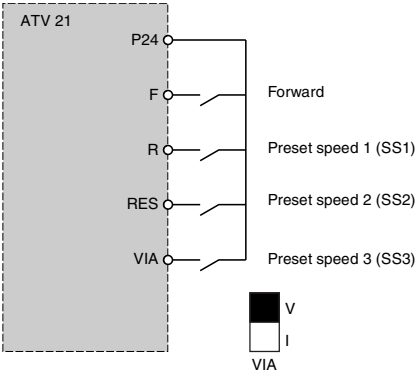 ATV 21
P24
F Forward
R Preset speed 1 (SS1)
RES Preset speed 2 (SS2)
VIA Preset speed 3 (SS3)
V
I
VIA